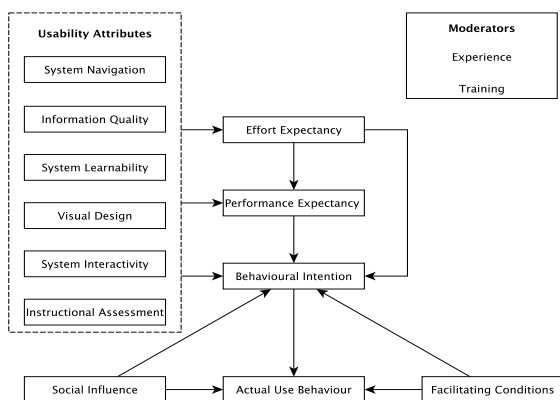 Usability Attributes
System Navigation
Information Quality
System Learnability
Visual Design
System Interactivity
Instructional Assessment
Moderators
Experience
Training
Effort Expectancy
Performance Expectancy
Behavioural Intention
Social Influence
Actual Use Behaviour
Facilitating Conditions